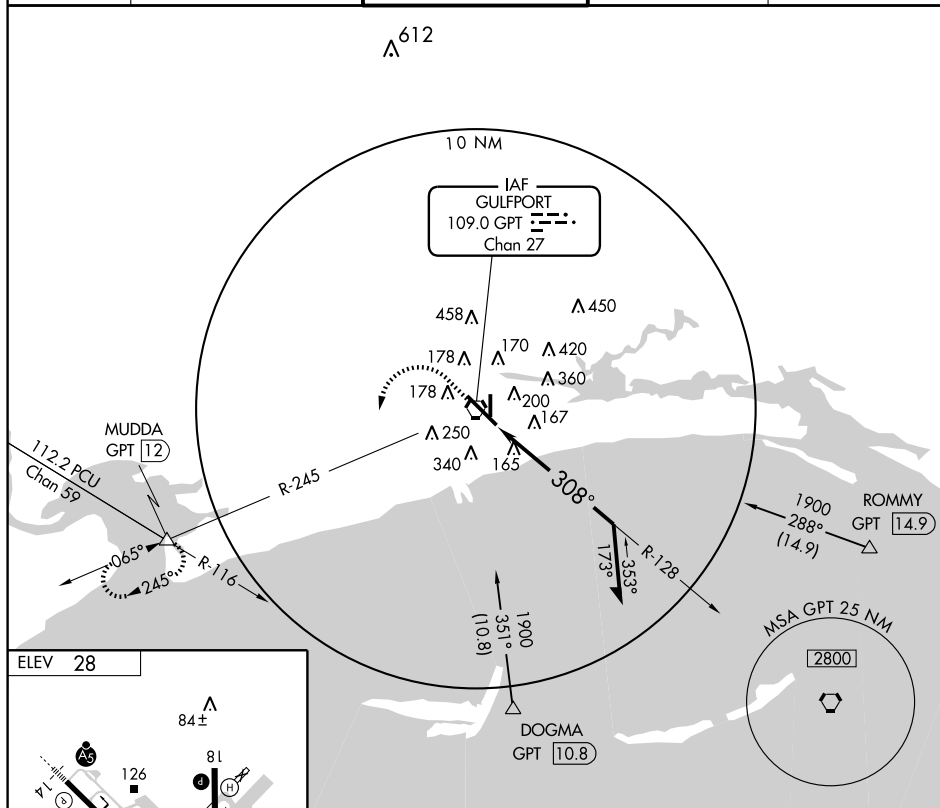 612
10 NM
IAF
GULFPORT
109.0 GPT
Chan 27
458
450
178
170
420
360
178
200
167
250
340
165
MUDDA
GPT 12
112.2 PCU
Chan 59
R-245
308°
1900
288°
(14.9)
ROMMY
GPT 14.9
065°
245°
R-116
173°
353°
R-128
1900
351°
(10.8)
MSA GPT 25 NM
2800
DOGMA
GPT 10.8
ELEV 28
84±
A5
126
18
P
H
14
P